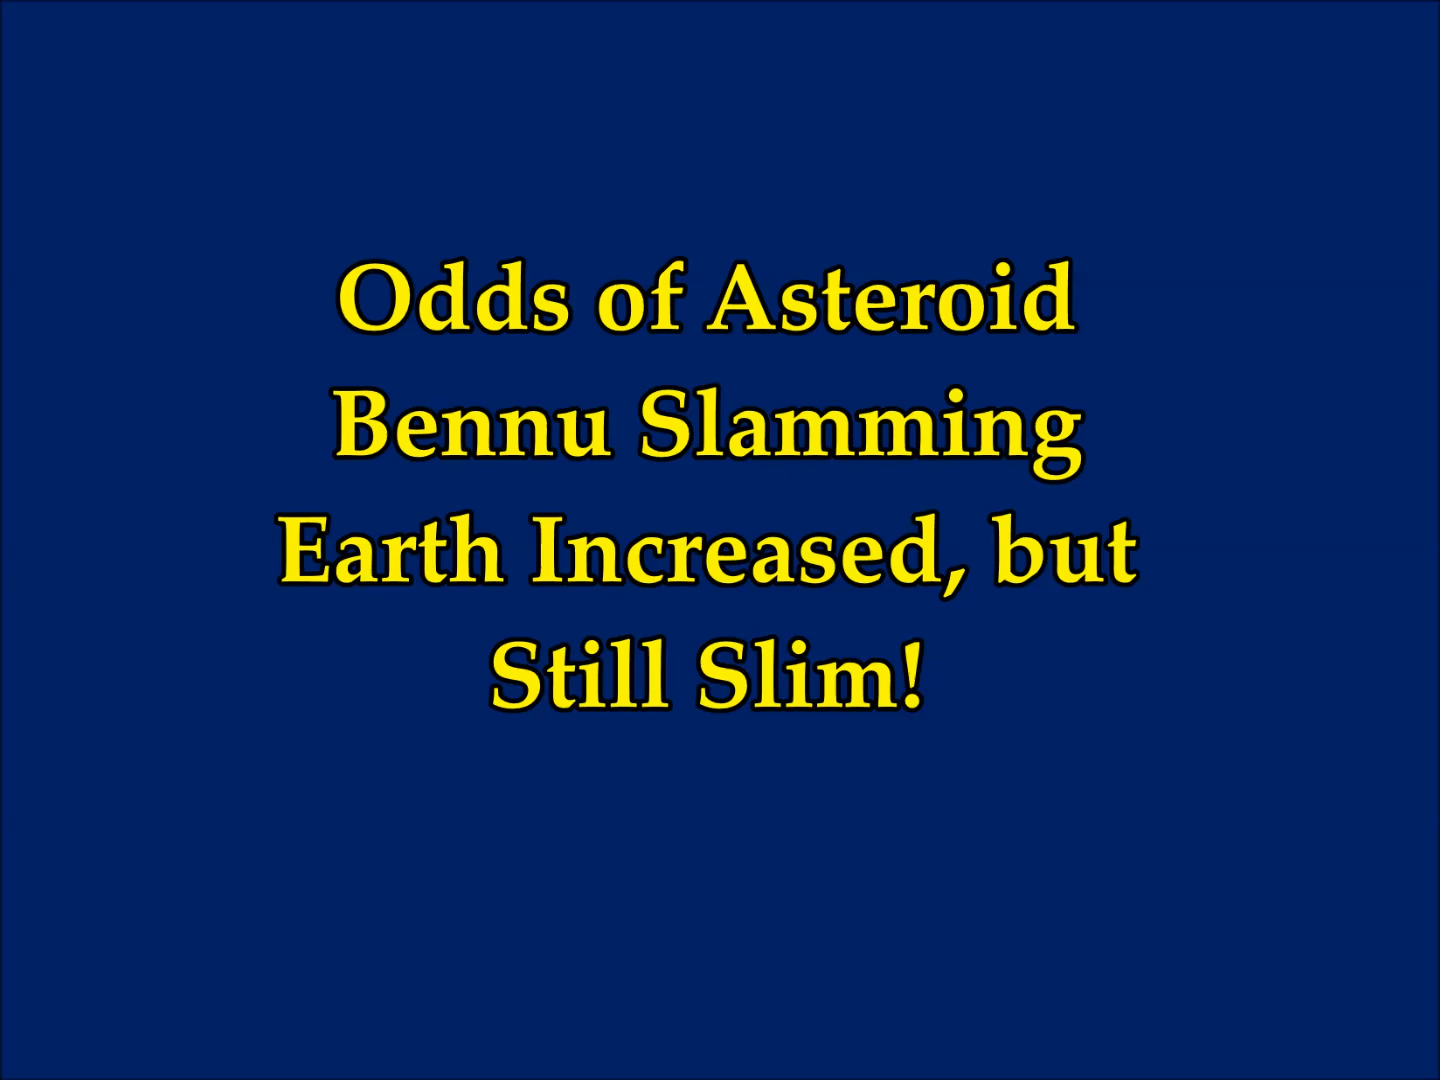 Odds of Asteroid
Bennu Slamming
Earth Increased, but
Still Slim!